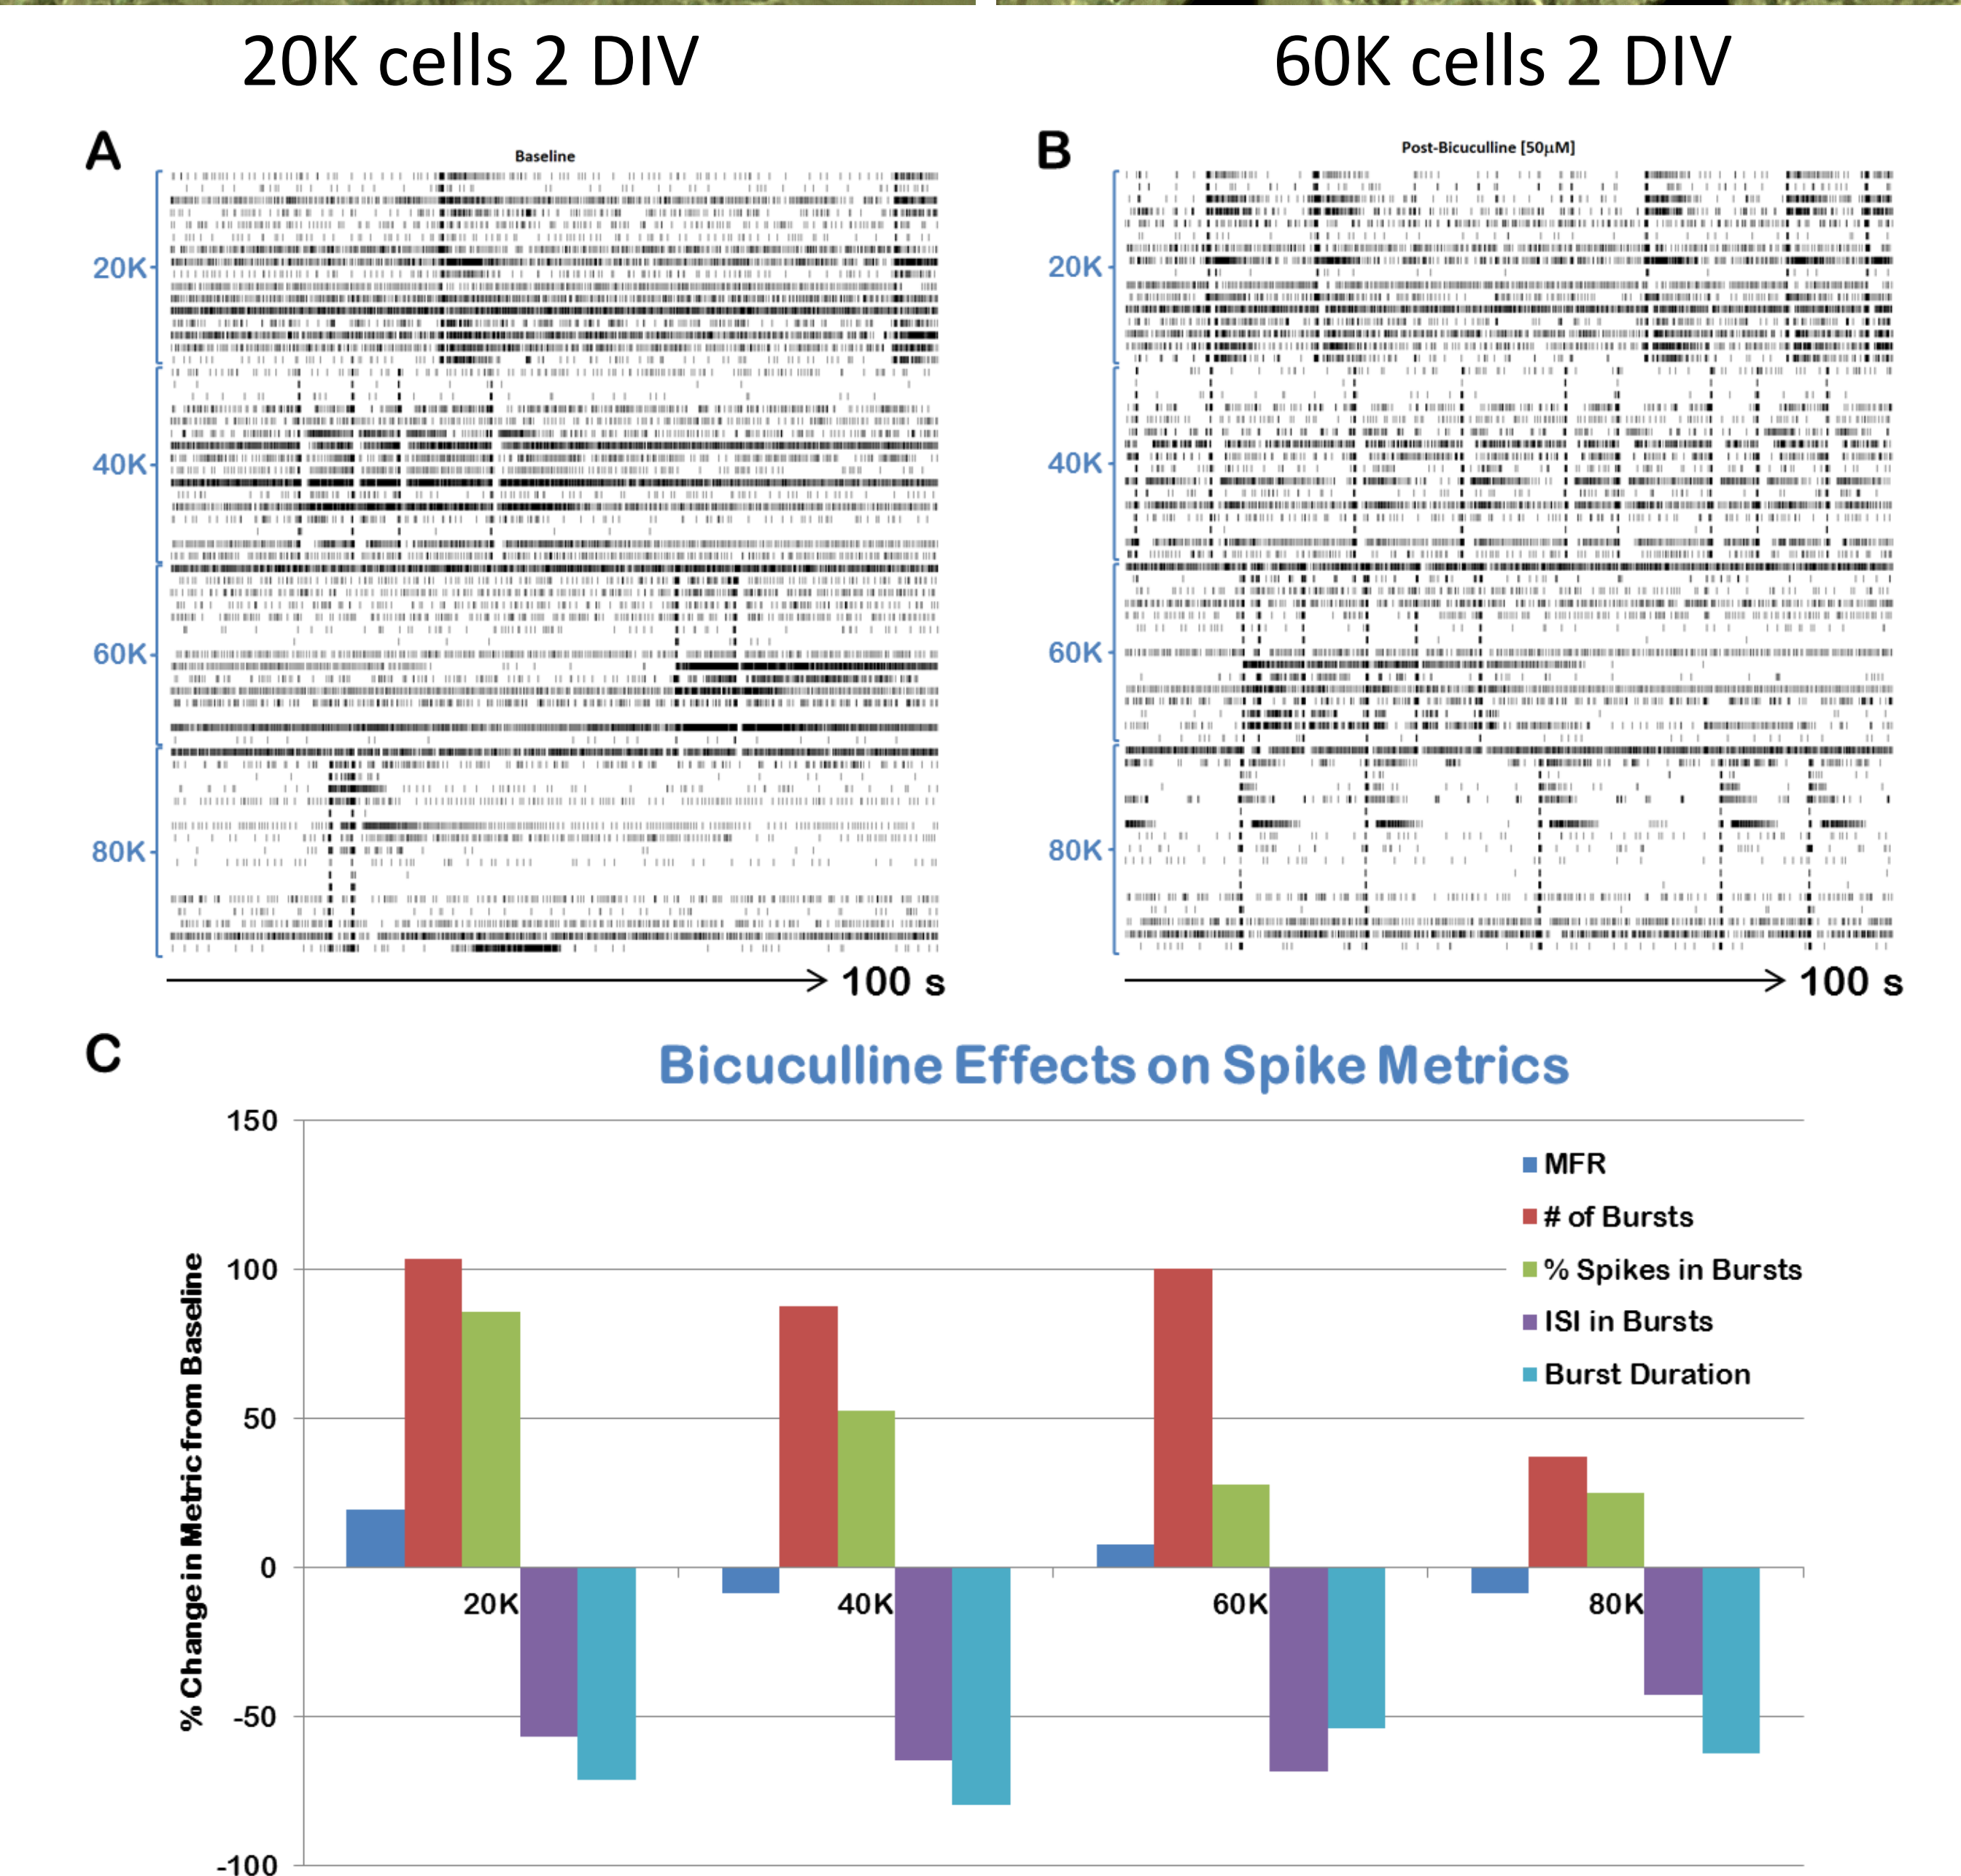 20K cells 2 DIV
60K cells 2 DIV
A
Baseline
20K
40K
60K
80K
100 s
B
Post-Bicuculline [50µM]
20K
40K
60K
80K
100 s
C
Bicuculline Effects on Spike Metrics
% Change in Metric from Baseline
150
100
50
0
-50
-100
MFR
# of Bursts
% Spikes in Bursts
ISI in Bursts
Burst Duration
20K
40K
60K
80K